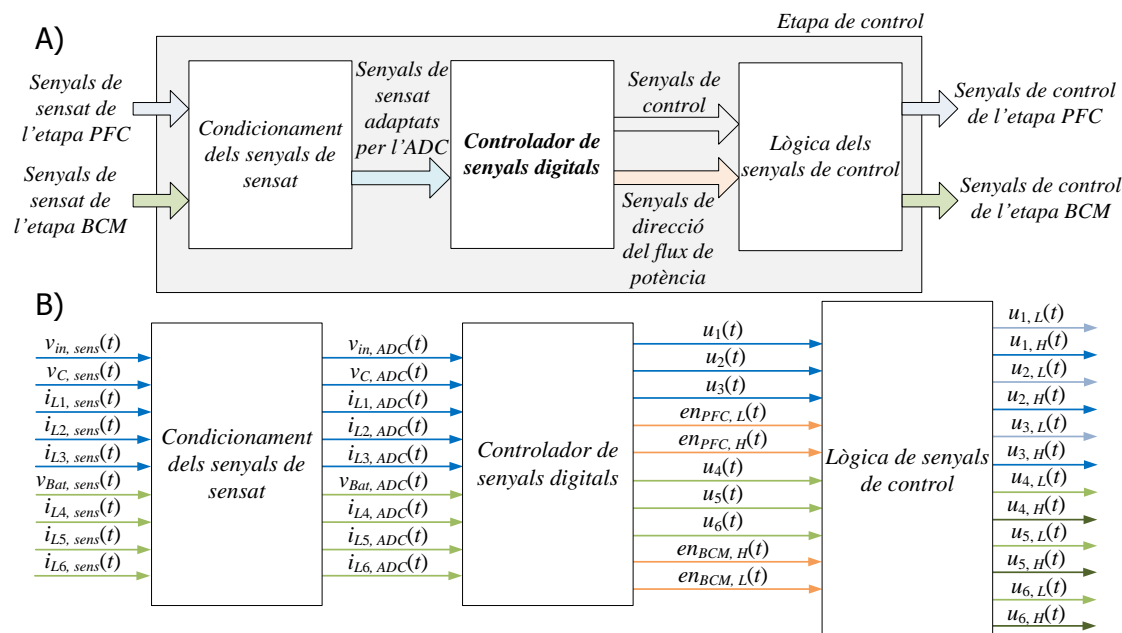 A)
Etapa de control
Senyals de
sensat de
l'etapa PFC
Senyals de
sensat de
l'etapa BCM
Condicionament
dels senyals de
sensat
Senyals de
sensat
adaptats
per l'ADC
Controlador de
senyals digitals
Senyals de
control
Senyals de
direcció
del flux de
potència
Lògica dels
senyals de control
Senyals de control
de l'etapa PFC
Senyals de control
de l'etapa BCM
B)
v_in, sens(t)
v_C, sens(t)
i_L1, sens(t)
i_L2, sens(t)
i_L3, sens(t)
v_Bat, sens(t)
i_L4, sens(t)
i_L5, sens(t)
i_L6, sens(t)
Condicionament
dels senyals de
sensat
v_in, ADC(t)
v_C, ADC(t)
i_L1, ADC(t)
i_L2, ADC(t)
i_L3, ADC(t)
v_Bat, ADC(t)
i_L4, ADC(t)
i_L5, ADC(t)
i_L6, ADC(t)
Controlador de
senyals digitals
u_1(t)
u_2(t)
u_3(t)
en_PFC, L(t)
en_PFC, H(t)
u_4(t)
u_5(t)
u_6(t)
en_BCM, H(t)
en_BCM, L(t)
Lògica de senyals
de control
u_1, L(t)
u_1, H(t)
u_2, L(t)
u_2, H(t)
u_3, L(t)
u_3, H(t)
u_4, L(t)
u_4, H(t)
u_5, L(t)
u_5, H(t)
u_6, L(t)
u_6, H(t)